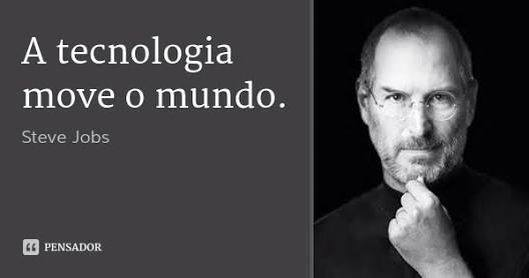 A tecnologia
move o mundo.
Steve Jobs
PENSADOR